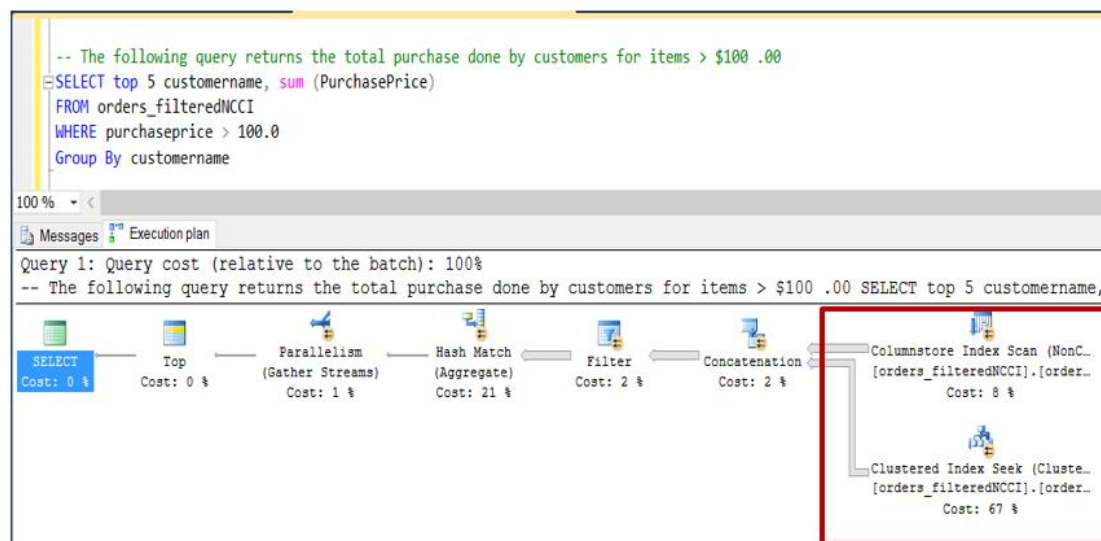 -- The following query returns the total purchase done by customers for items > $100 .00
SELECT top 5 customername, sum (PurchasePrice)
FROM orders_filteredNCCI
WHERE purchaseprice > 100.0
Group By customername
100 %
Messages Execution plan
Query 1: Query cost (relative to the batch): 100%
-- The following query returns the total purchase done by customers for items > $100 .00 SELECT top 5 customername,
SELECT
Cost: 0 %
Top
Cost: 0 %
Parallelism
(Gather Streams)
Cost: 1 %
Hash Match
(Aggregate)
Cost: 21 %
Filter
Cost: 2 %
Concatenation
Cost: 2 %
Columnstore Index Scan (NonC…
[orders_filteredNCCI].[order…
Cost: 8 %
Clustered Index Seek (Cluste…
[orders_filteredNCCI].[order…
Cost: 67 %